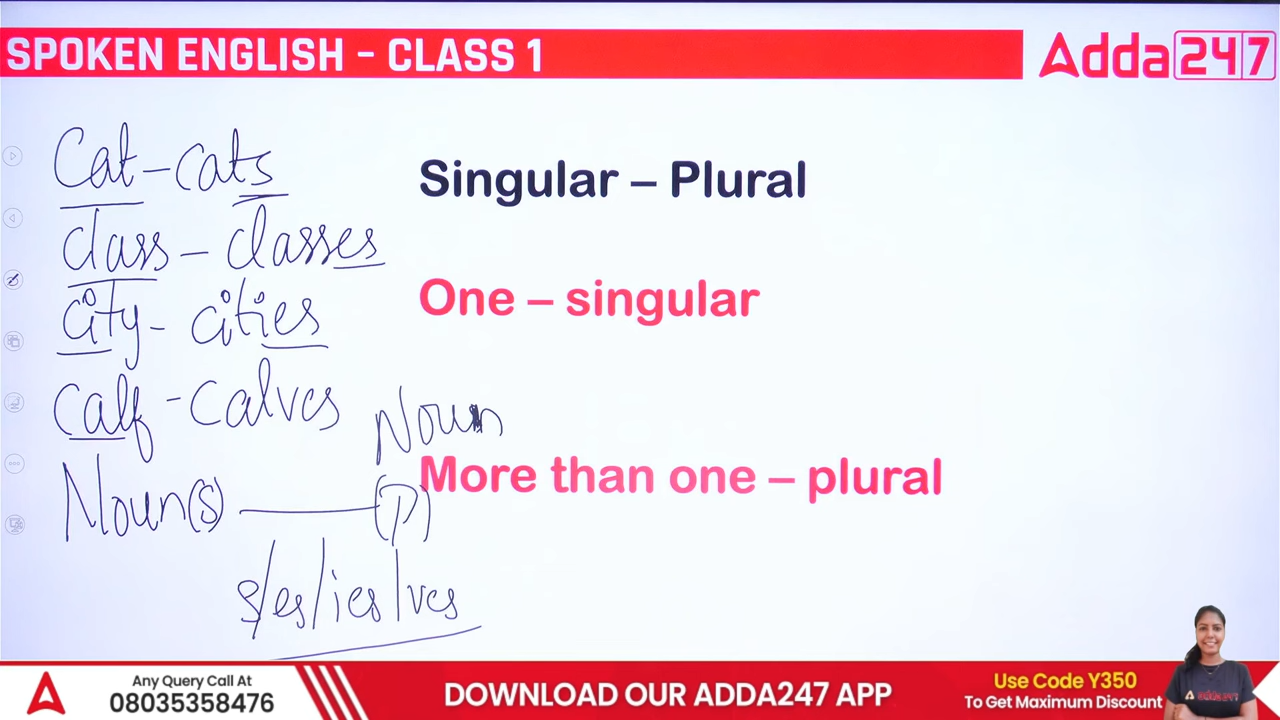 SPOKEN ENGLISH - CLASS 1
Adda247
Cat - cats
Singular – Plural
class - classes
One – singular
city - cities
calf - calves
Noun
More than one – plural
Noun(s) — (P)
s/es/ies/ves
Any Query Call At
08035358476
DOWNLOAD OUR ADDA247 APP
Use Code Y350
To Get Maximum Discount
adda247